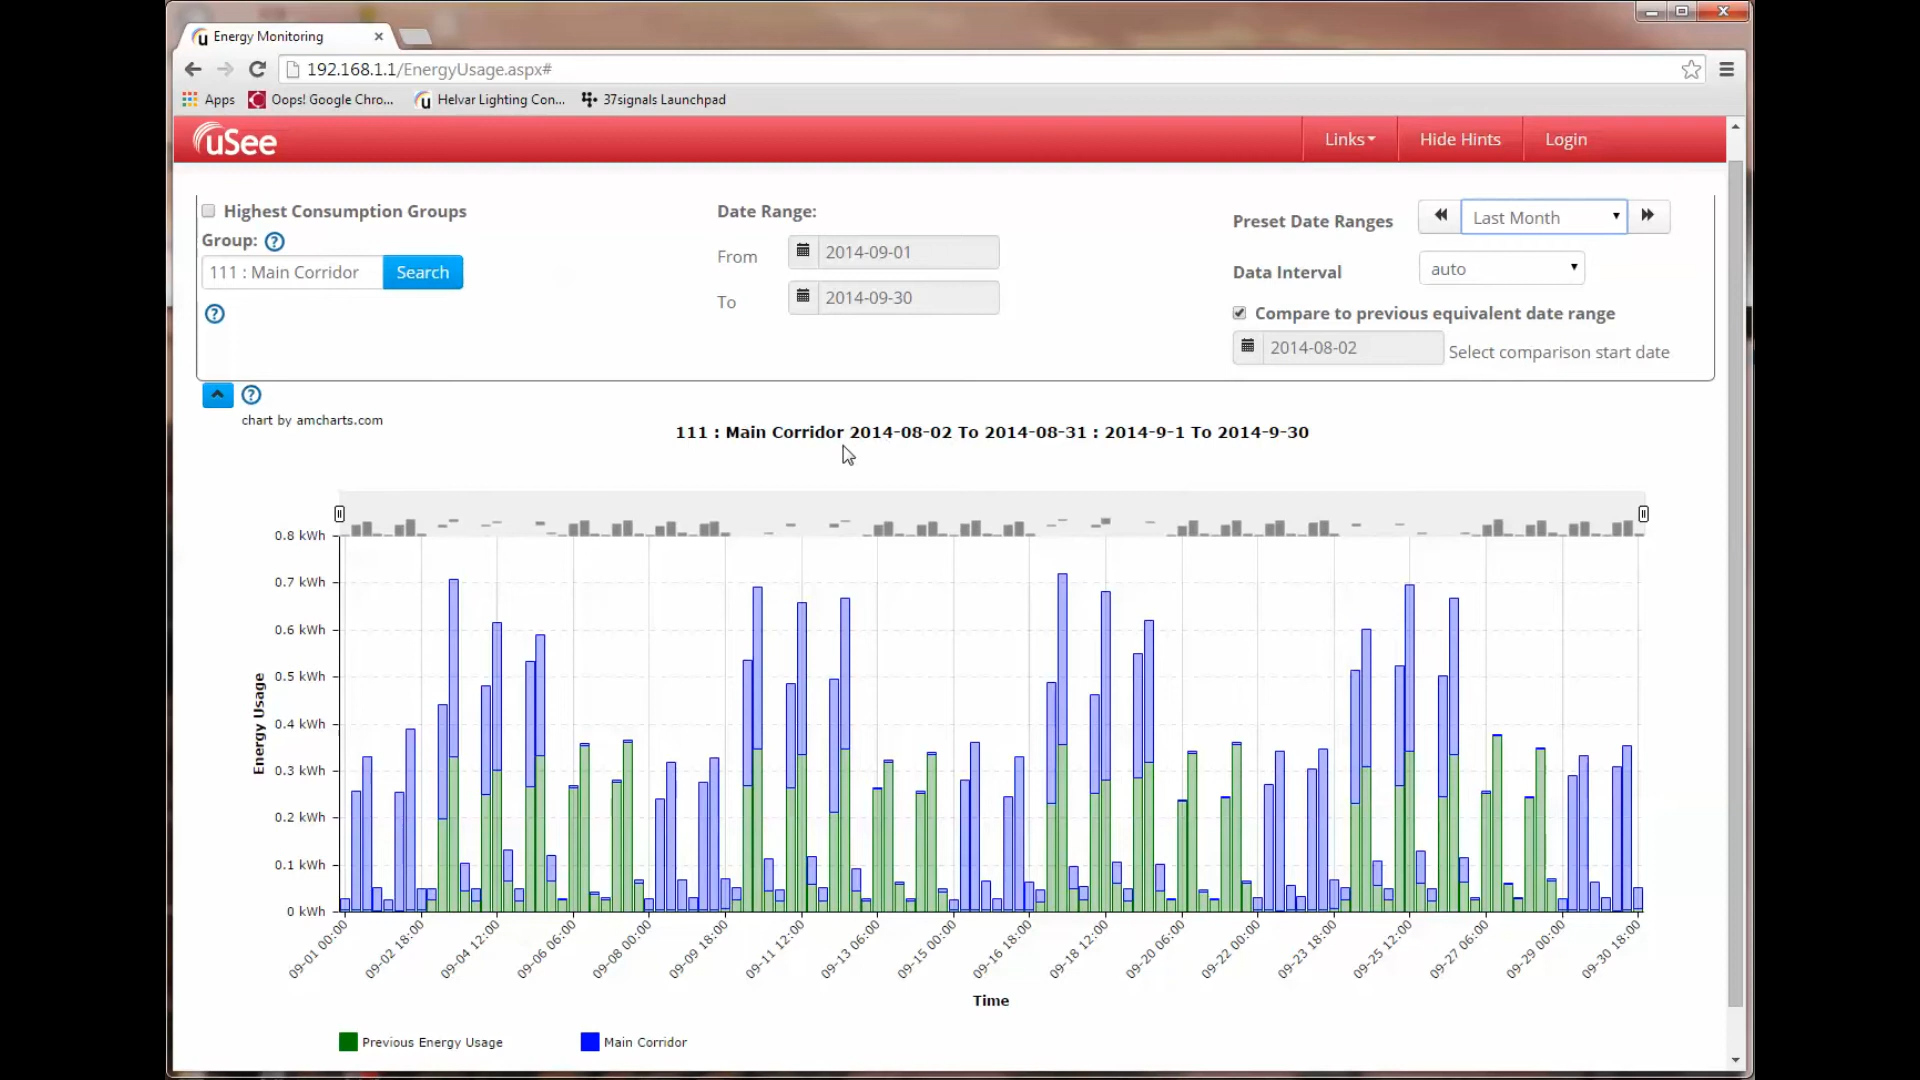 Energy Monitoring
192.168.1.1/EnergyUsage.aspx#
Apps Oops! Google Chro... Helvar Lighting Con... 37signals Launchpad
uSee Links Hide Hints Login
Highest Consumption Groups
Group: ?
111 : Main Corridor Search
?
Date Range:
From 2014-09-01
To 2014-09-30
Preset Date Ranges Last Month
Data Interval auto
Compare to previous equivalent date range
2014-08-02 Select comparison start date
?
chart by amcharts.com
111 : Main Corridor 2014-08-02 To 2014-08-31 : 2014-9-1 To 2014-9-30
0.8 kWh
0.7 kWh
0.6 kWh
0.5 kWh
0.4 kWh
0.3 kWh
0.2 kWh
0.1 kWh
0 kWh
Energy Usage
09-01 00:00
09-02 18:00
09-04 12:00
09-06 06:00
09-08 00:00
09-09 18:00
09-11 12:00
09-13 06:00
09-15 00:00
09-16 18:00
09-18 12:00
09-20 06:00
09-22 00:00
09-23 18:00
09-25 12:00
09-27 06:00
09-29 00:00
09-30 18:00
Time
Previous Energy Usage Main Corridor